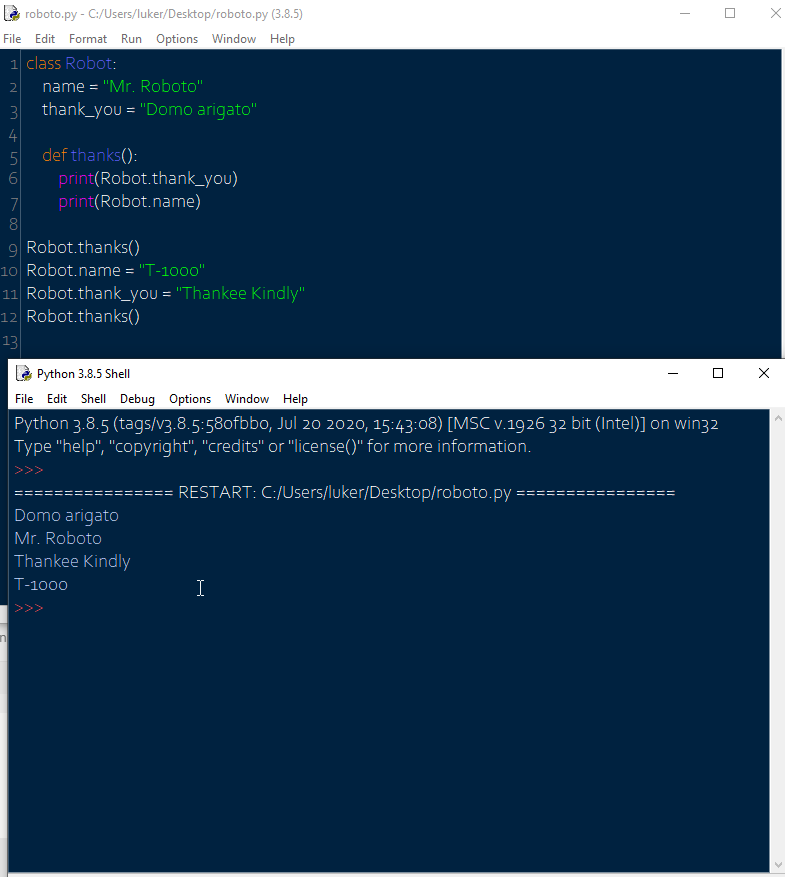 roboto.py - C:/Users/luker/Desktop/roboto.py (3.8.5)
File Edit Format Run Options Window Help
1 class Robot:
2 name = "Mr. Roboto"
3 thank_you = "Domo arigato"
4
5 def thanks():
6 print(Robot.thank_you)
7 print(Robot.name)
8
9 Robot.thanks()
10 Robot.name = "T-1000"
11 Robot.thank_you = "Thankee Kindly"
12 Robot.thanks()
13
Python 3.8.5 Shell
File Edit Shell Debug Options Window Help
Python 3.8.5 (tags/v3.8.5:580fbb0, Jul 20 2020, 15:43:08) [MSC v.1926 32 bit (Intel)] on win32
Type "help", "copyright", "credits" or "license()" for more information.
>>>
================ RESTART: C:/Users/luker/Desktop/roboto.py ================
Domo arigato
Mr. Roboto
Thankee Kindly
T-1000
>>>